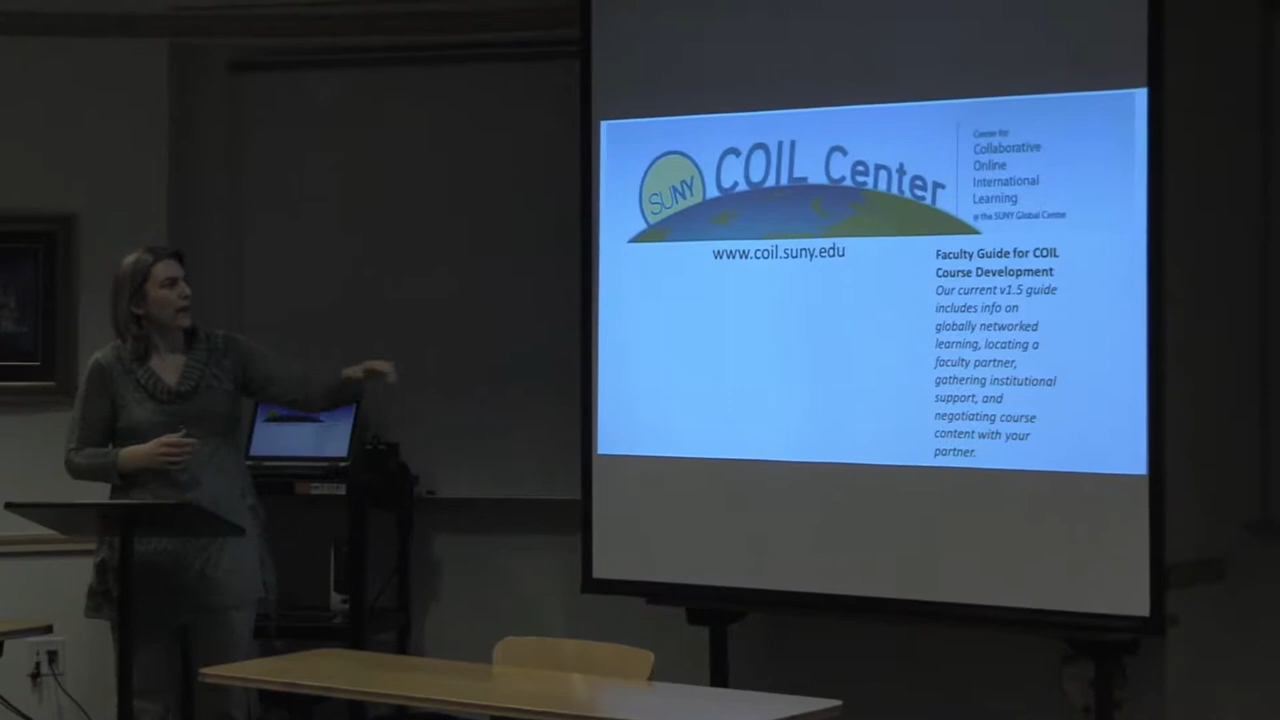 SUNY
COIL Center
Center for
Collaborative
Online
International
Learning
@ the SUNY Global Center
www.coil.suny.edu
Faculty Guide for COIL
Course Development
Our current v1.5 guide
includes info on
globally networked
learning, locating a
faculty partner,
gathering institutional
support, and
negotiating course
content with your
partner.